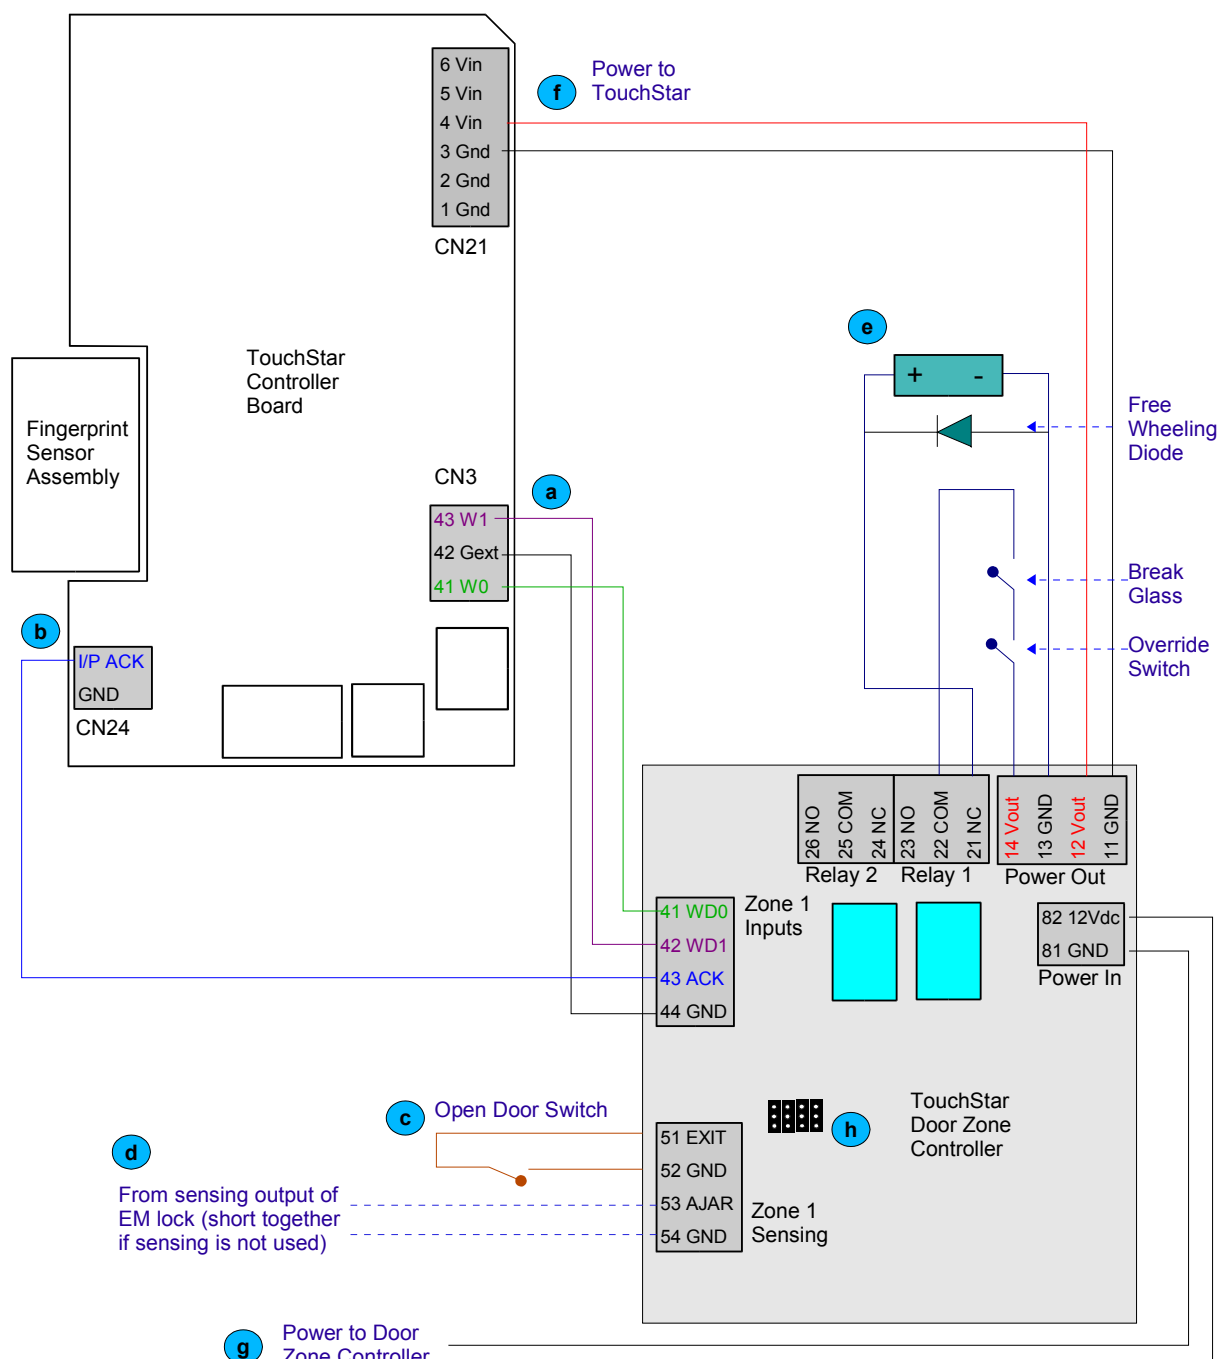 6 Vin
5 Vin
4 Vin
3 Gnd
2 Gnd
1 Gnd
CN21
f
Power to
TouchStar
e
+ -
Free
Wheeling
Diode
TouchStar
Controller
Board
Fingerprint
Sensor
Assembly
CN3
a
43 W1
42 Gext
41 W0
Break
Glass
Override
Switch
b
I/P ACK
GND
CN24
26 NO
25 COM
24 NC
23 NO
22 COM
21 NC
14 Vout
13 GND
12 Vout
11 GND
Relay 2
Relay 1
Power Out
41 WD0
42 WD1
43 ACK
44 GND
Zone 1
Inputs
82 12Vdc
81 GND
Power In
c
Open Door Switch
51 EXIT
52 GND
53 AJAR
54 GND
Zone 1
Sensing
h
TouchStar
Door Zone
Controller
d
From sensing output of
EM lock (short together
if sensing is not used)
g
Power to Door
Zone Controller